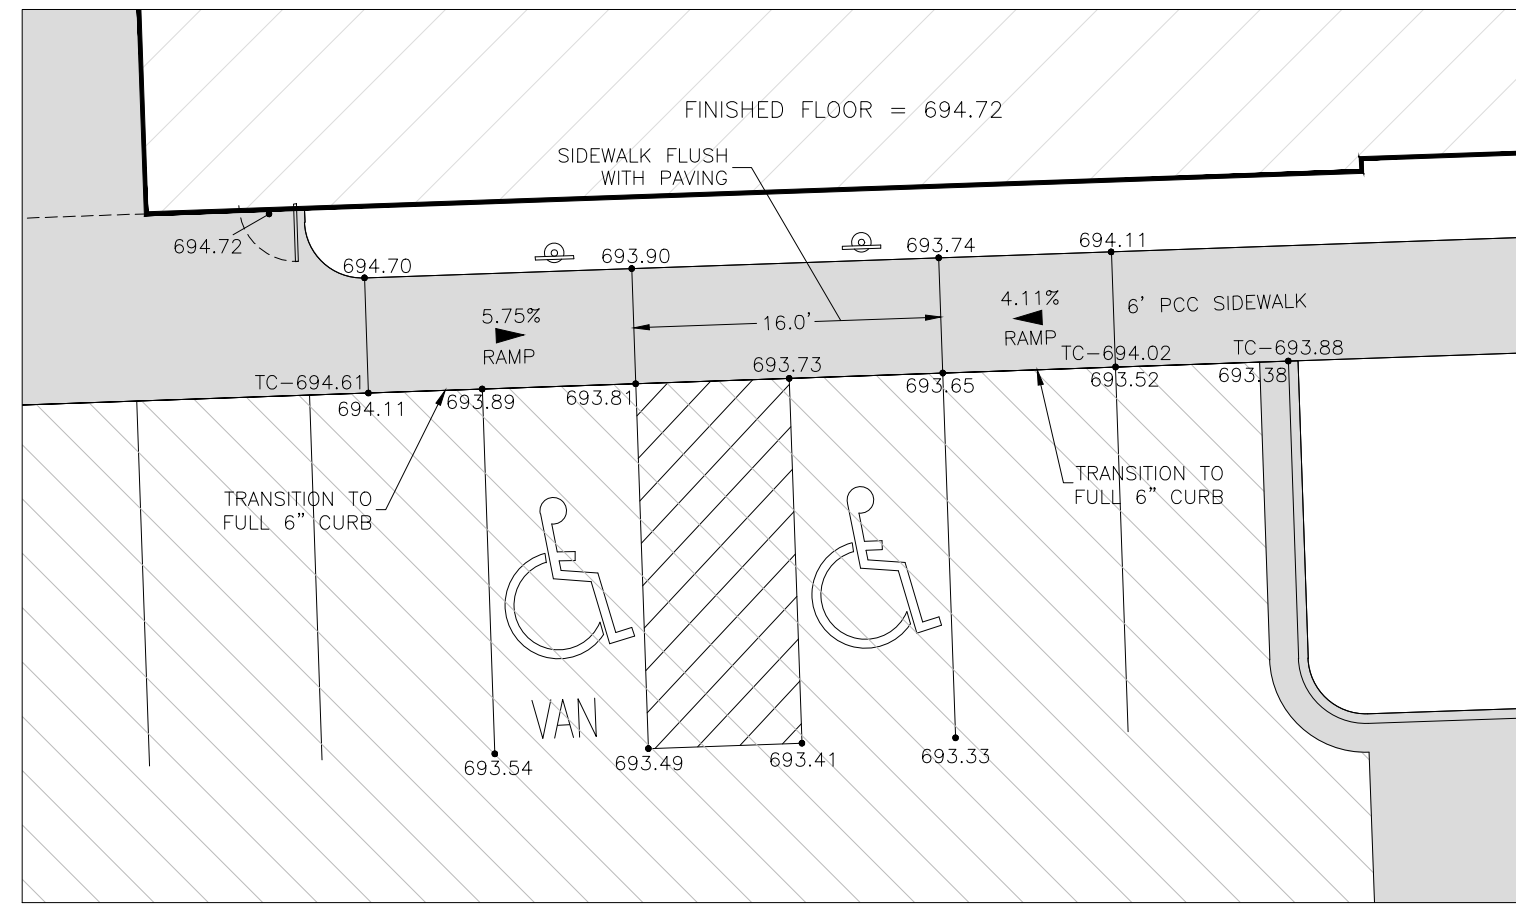 FINISHED FLOOR = 694.72
SIDEWALK FLUSH
WITH PAVING
694.72
694.70
693.90
693.74
694.11
5.75%
RAMP
16.0'
4.11%
RAMP
6' PCC SIDEWALK
TC-694.61
694.11
693.89
693.81
693.73
693.65
TC-694.02
693.52
TC-693.88
693.38
TRANSITION TO
FULL 6" CURB
TRANSITION TO
FULL 6" CURB
VAN
693.54
693.49
693.41
693.33